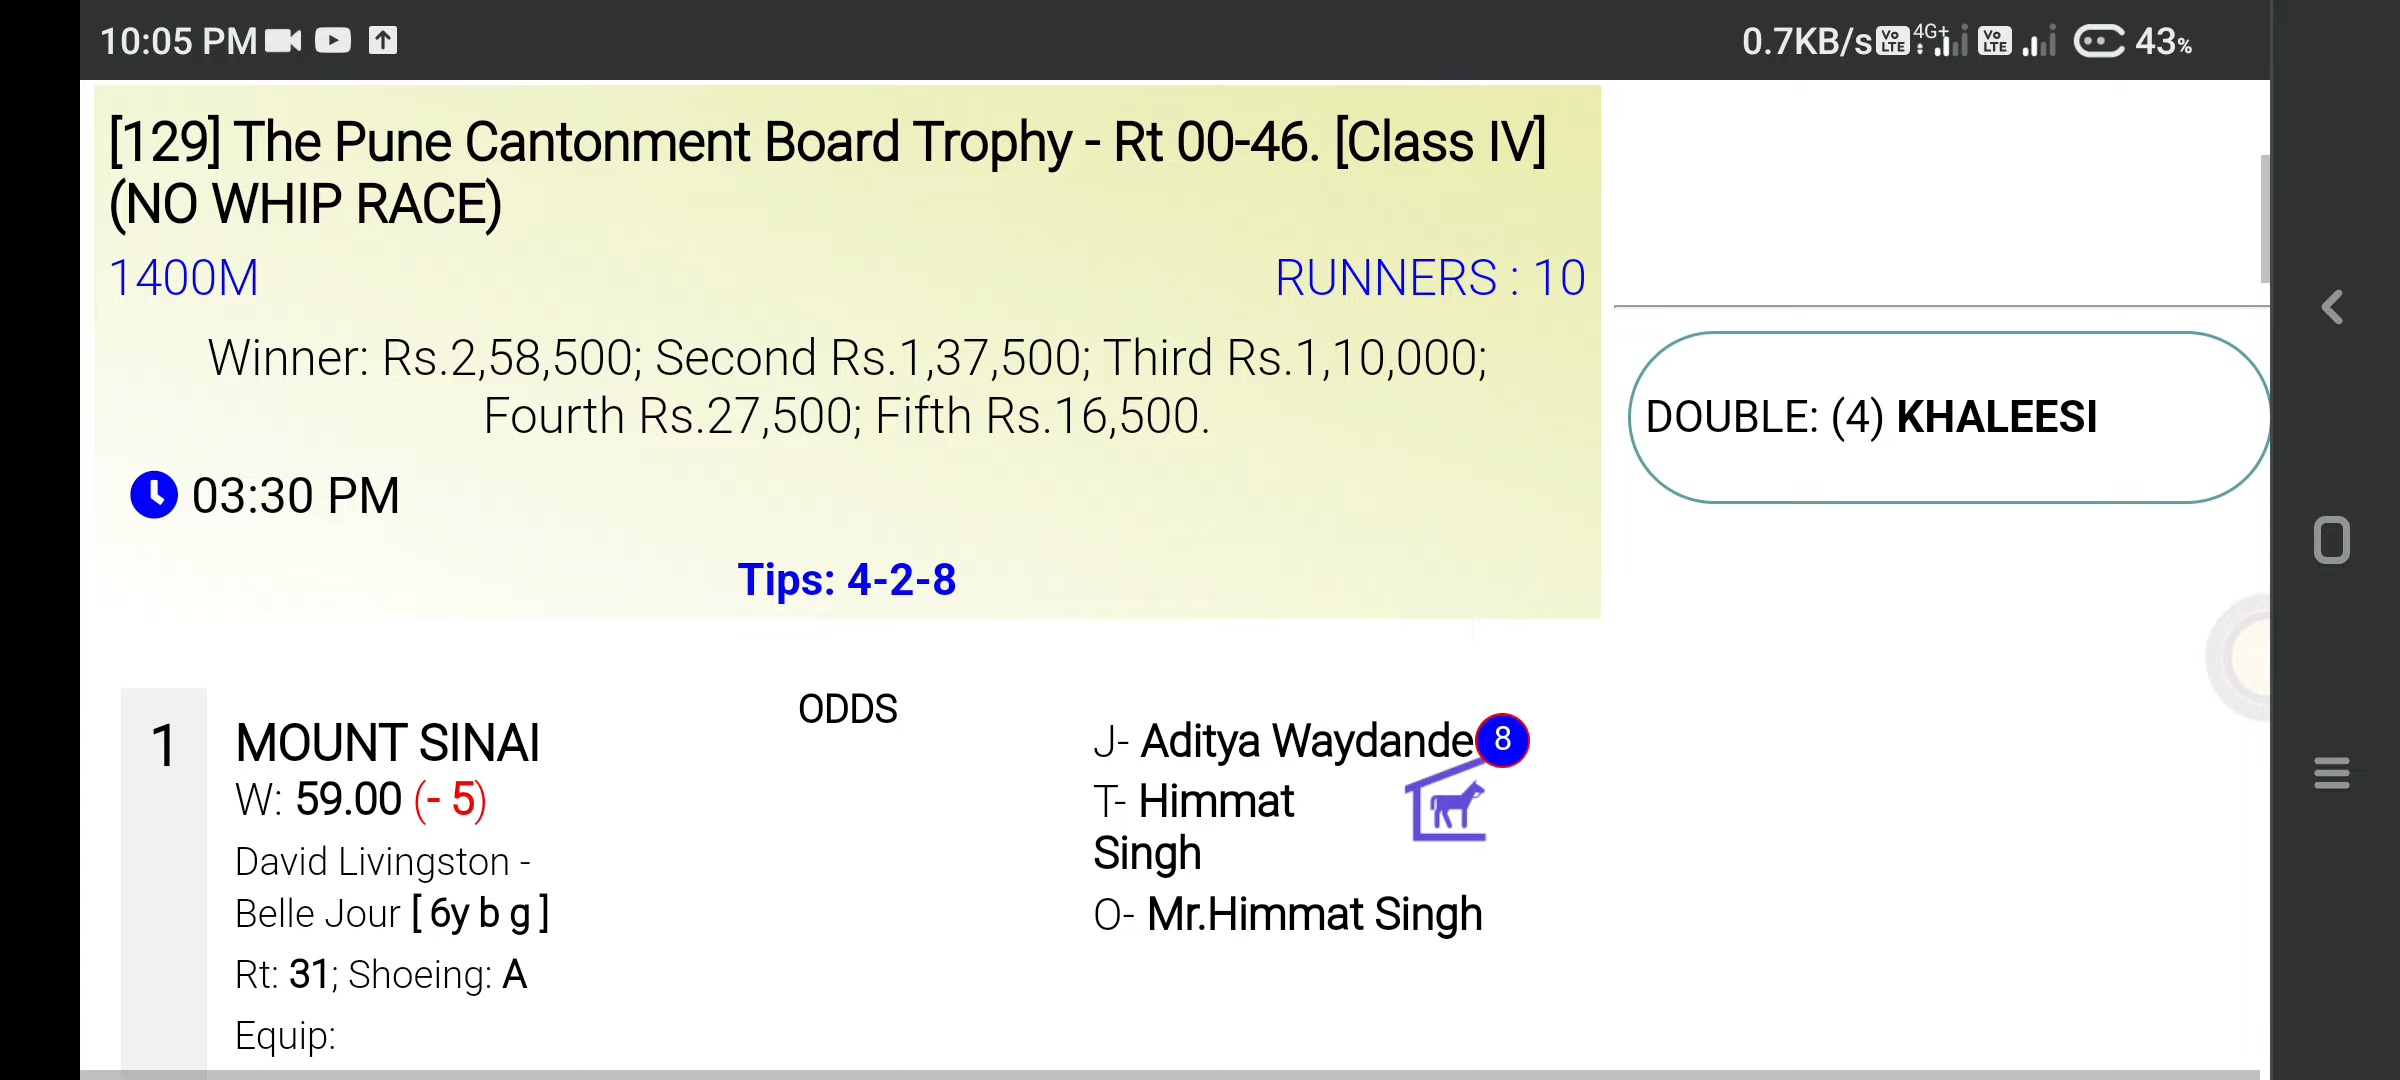 10:05 PM
0.7KB/s Vo LTE 4G+ Vo LTE 43%
[129] The Pune Cantonment Board Trophy - Rt 00-46. [Class IV]
(NO WHIP RACE)
1400M RUNNERS : 10
Winner: Rs.2,58,500; Second Rs.1,37,500; Third Rs.1,10,000;
Fourth Rs.27,500; Fifth Rs.16,500.
03:30 PM
Tips: 4-2-8
DOUBLE: (4) KHALEESI
1
MOUNT SINAI
W: 59.00 (- 5)
David Livingston -
Belle Jour [ 6y b g ]
Rt: 31; Shoeing: A
Equip:
ODDS
J- Aditya Waydande 8
T- Himmat
Singh
O- Mr.Himmat Singh